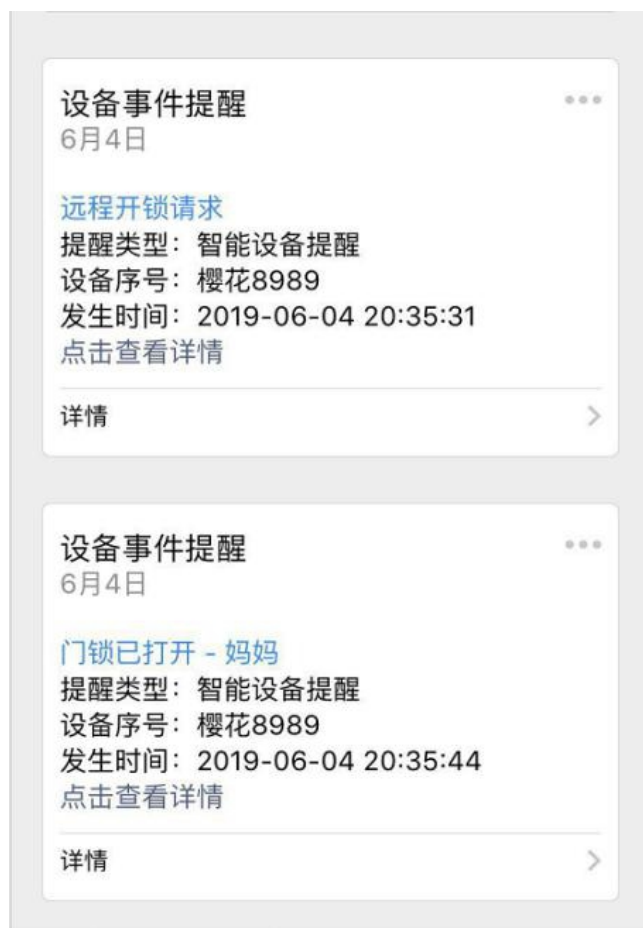 设备事件提醒
6月4日
远程开锁请求
提醒类型：智能设备提醒
设备序号：樱花8989
发生时间：2019-06-04 20:35:31
点击查看详情
详情
设备事件提醒
6月4日
门锁已打开 - 妈妈
提醒类型：智能设备提醒
设备序号：樱花8989
发生时间：2019-06-04 20:35:44
点击查看详情
详情